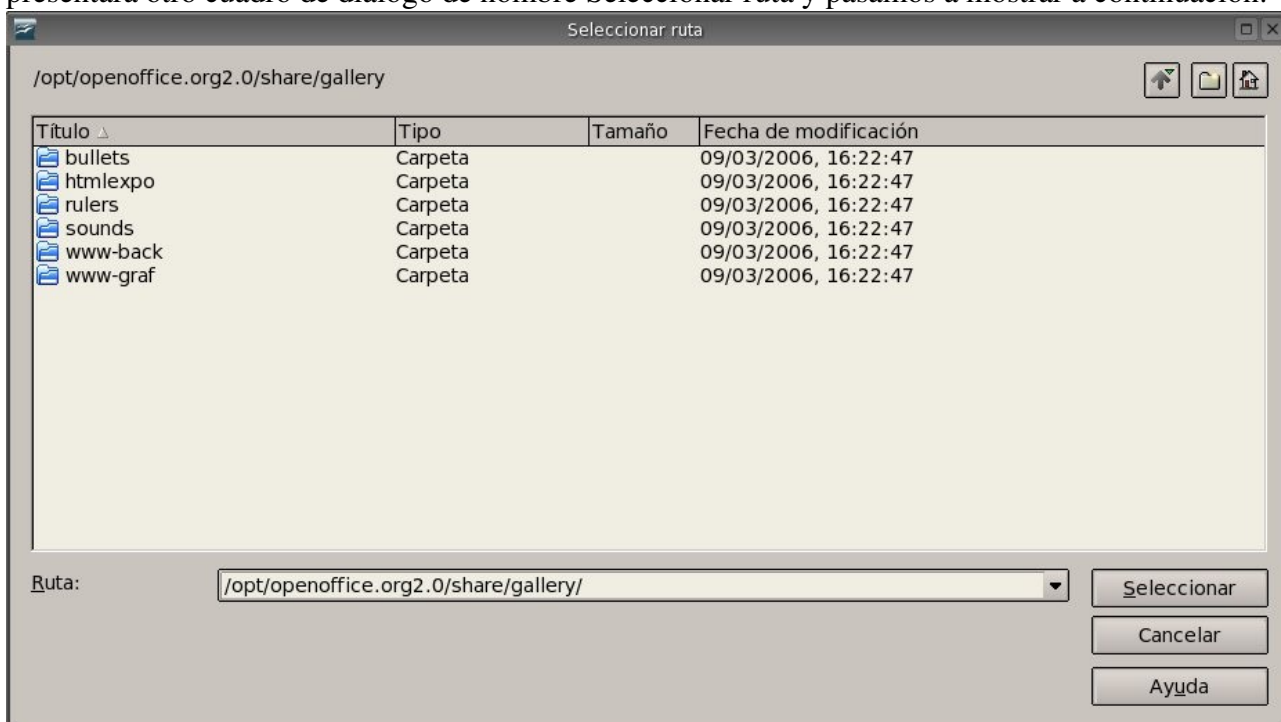 presentará otro cuadro de diálogo de nombre Seleccionar ruta y pasamos a mostrar a continuación:
Seleccionar ruta
/opt/openoffice.org2.0/share/gallery
Título Tipo Tamaño Fecha de modificación
bullets Carpeta 09/03/2006, 16:22:47
htmlexpo Carpeta 09/03/2006, 16:22:47
rulers Carpeta 09/03/2006, 16:22:47
sounds Carpeta 09/03/2006, 16:22:47
www-back Carpeta 09/03/2006, 16:22:47
www-graf Carpeta 09/03/2006, 16:22:47
Ruta: /opt/openoffice.org2.0/share/gallery/ Seleccionar
Cancelar
Ayuda